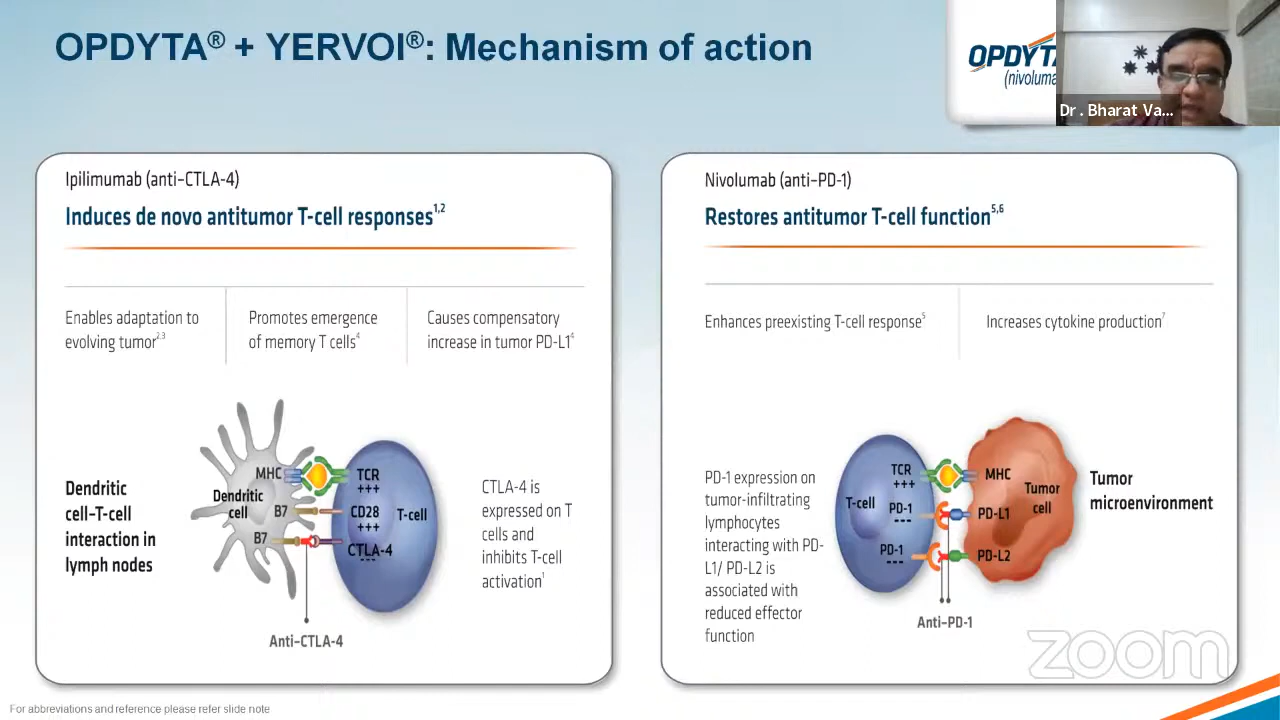 OPDYTA® + YERVOI®: Mechanism of action
OPDYTA
(nivoluma
Dr. Bharat Va...
Ipilimumab (anti-CTLA-4)
Induces de novo antitumor T-cell responses1,2
Enables adaptation to
evolving tumor2,3
Promotes emergence
of memory T cells4
Causes compensatory
increase in tumor PD-L14
Dendritic
cell-T-cell
interaction in
lymph nodes
MHC
Dendritic
cell
B7
B7
TCR
+++
CD28
+++
CTLA-4
---
T-cell
Anti-CTLA-4
CTLA-4 is
expressed on T
cells and
inhibits T-cell
activation1
Nivolumab (anti-PD-1)
Restores antitumor T-cell function5,6
Enhances preexisting T-cell response5
Increases cytokine production7
PD-1 expression on
tumor-infiltrating
lymphocytes
interacting with PD-
L1/ PD-L2 is
associated with
reduced effector
function
T-cell
TCR
+++
PD-1
---
PD-1
---
MHC
PD-L1
PD-L2
Tumor
cell
Anti-PD-1
Tumor
microenvironment
zoom
For abbreviations and reference please refer slide note